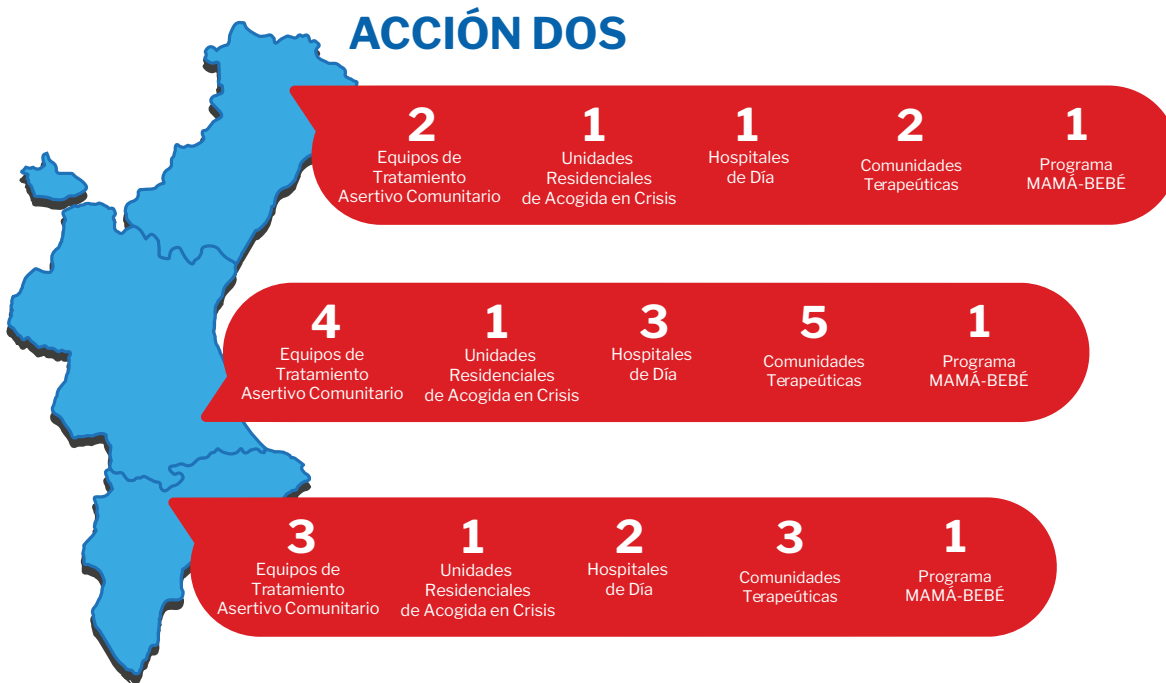 ACCIÓN DOS
2
Equipos de
Tratamiento
Asertivo Comunitario
1
Unidades
Residenciales
de Acogida en Crisis
1
Hospitales
de Día
2
Comunidades
Terapeúticas
1
Programa
MAMÁ-BEBÉ
4
Equipos de
Tratamiento
Asertivo Comunitario
1
Unidades
Residenciales
de Acogida en Crisis
3
Hospitales
de Día
5
Comunidades
Terapeúticas
1
Programa
MAMÁ-BEBÉ
3
Equipos de
Tratamiento
Asertivo Comunitario
1
Unidades
Residenciales
de Acogida en Crisis
2
Hospitales
de Día
3
Comunidades
Terapeúticas
1
Programa
MAMÁ-BEBÉ